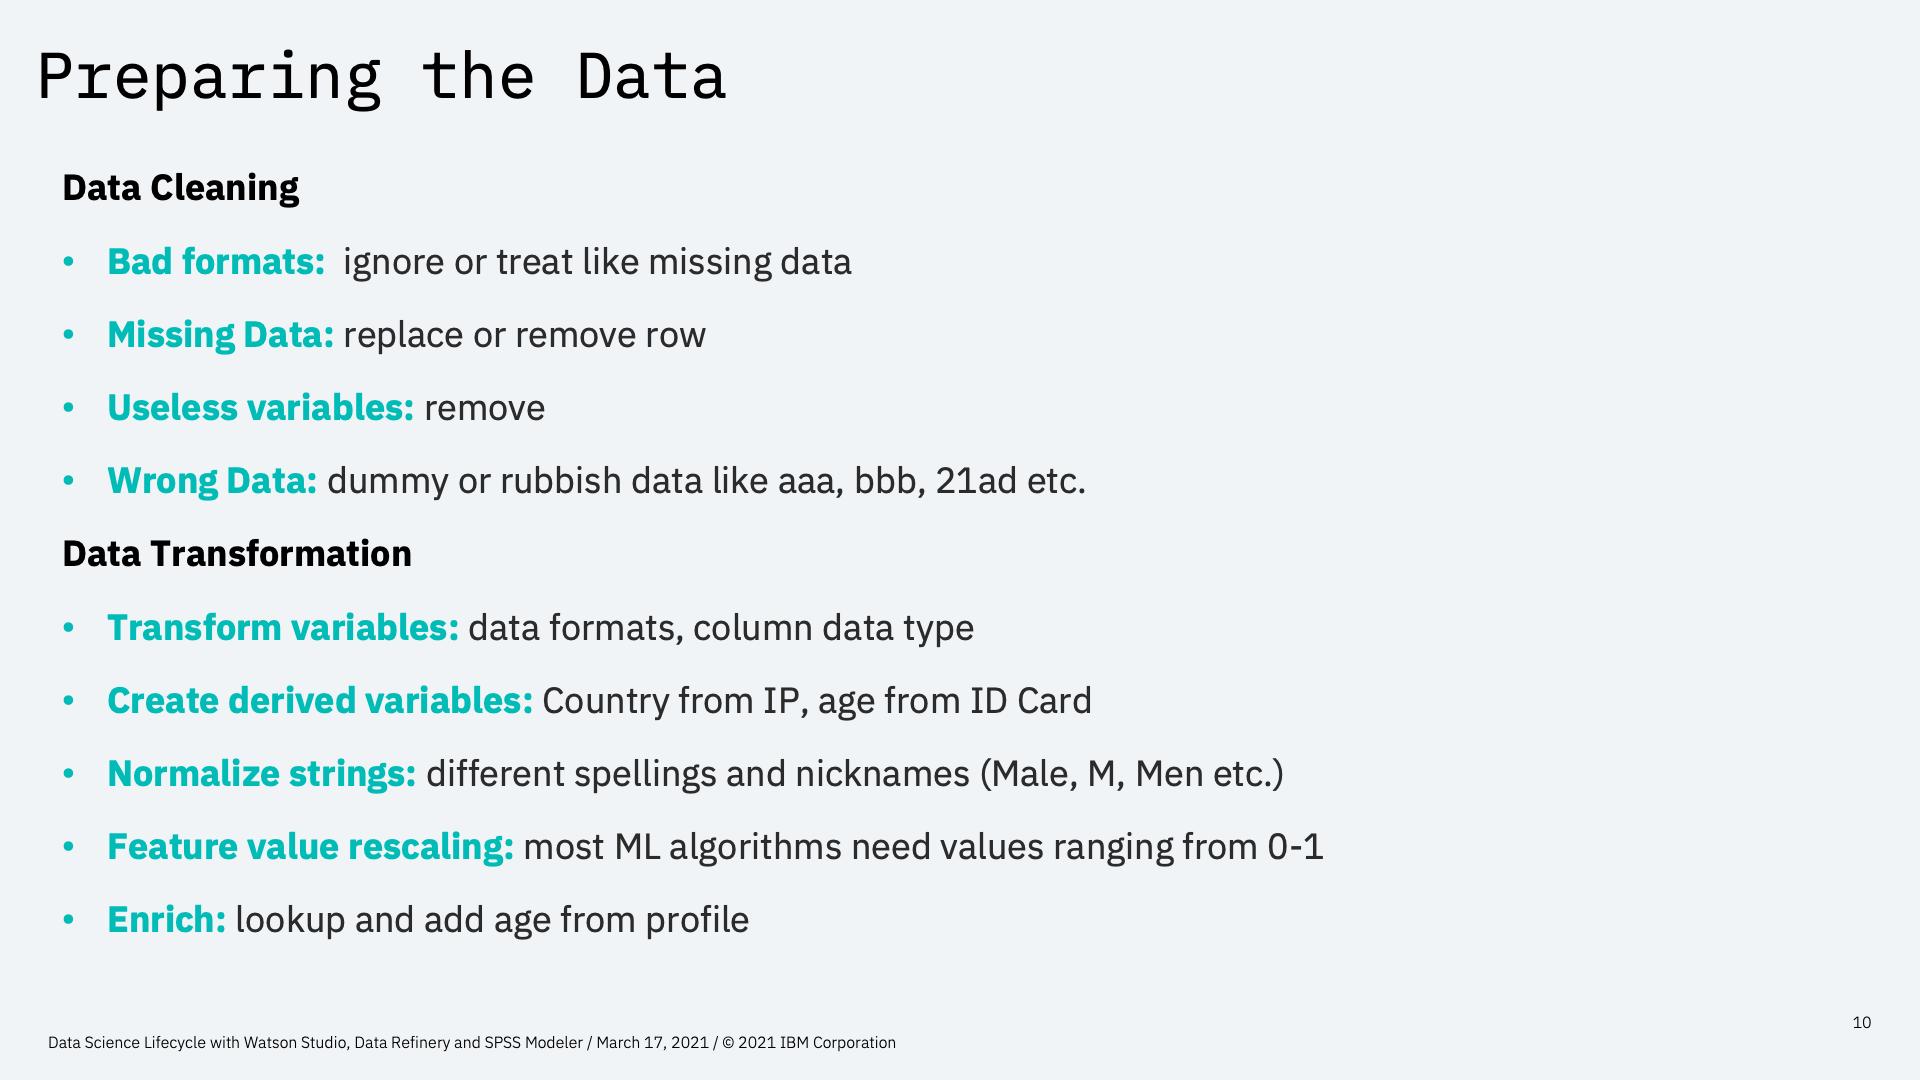 Preparing the Data
Data Cleaning
• Bad formats:  ignore or treat like missing data
• Missing Data: replace or remove row
• Useless variables: remove
• Wrong Data: dummy or rubbish data like aaa, bbb, 21ad etc.
Data Transformation
• Transform variables: data formats, column data type
• Create derived variables: Country from IP, age from ID Card
• Normalize strings: different spellings and nicknames (Male, M, Men etc.)
• Feature value rescaling: most ML algorithms need values ranging from 0-1
• Enrich: lookup and add age from profile
10
Data Science Lifecycle with Watson Studio, Data Refinery and SPSS Modeler / March 17, 2021 / © 2021 IBM Corporation